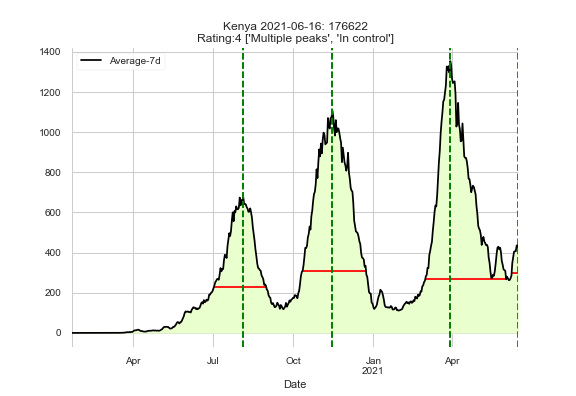 Kenya 2021-06-16: 176622
Rating:4 ['Multiple peaks', 'In control']
1400
Average-7d
1200
1000
800
600
400
200
0
Apr
Jul
Oct
Jan
2021
Apr
Date